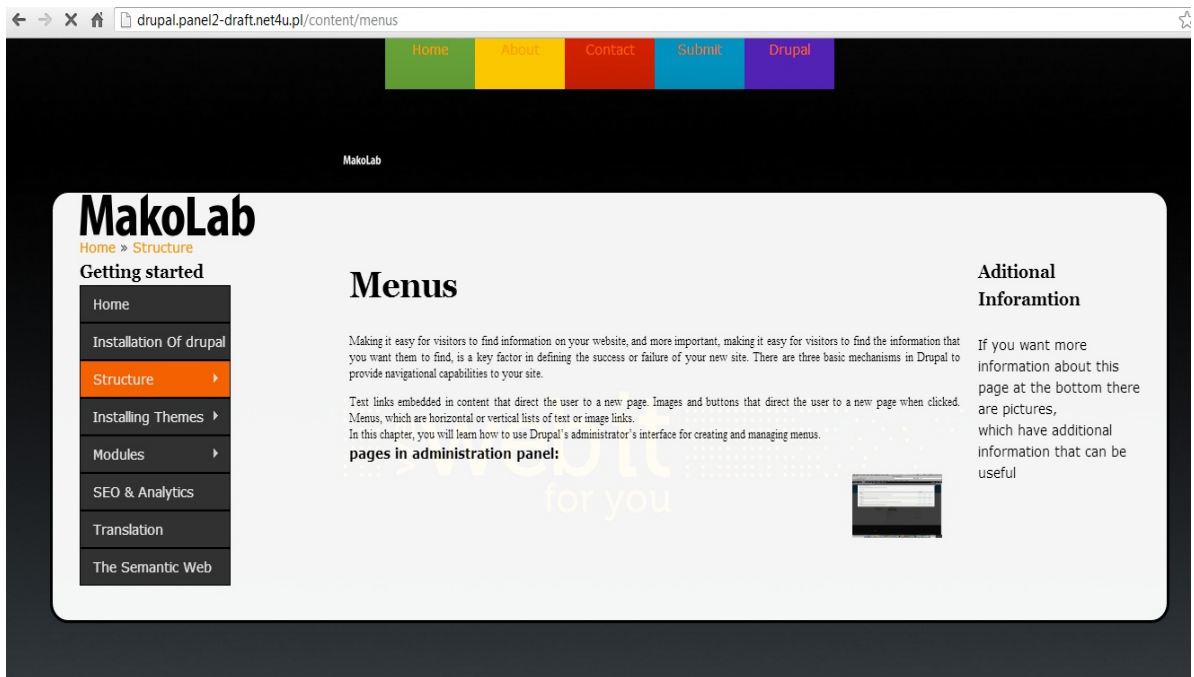 drupal.panel2-draft.net4u.pl/content/menus
Home About Contact Submit Drupal
MakoLab
MakoLab
Home » Structure
Getting started
Home
Installation Of drupal
Structure
Installing Themes
Modules
SEO & Analytics
Translation
The Semantic Web
Menus
Making it easy for visitors to find information on your website, and more important, making it easy for visitors to find the information that
you want them to find, is a key factor in defining the success or failure of your new site. There are three basic mechanisms in Drupal to
provide navigational capabilities to your site.
Text links embedded in content that direct the user to a new page. Images and buttons that direct the user to a new page when clicked.
Menus, which are horizontal or vertical lists of text or image links.
In this chapter, you will learn how to use Drupal's administrator's interface for creating and managing menus.
pages in administration panel:
web it
for you
Aditional
Inforamtion
If you want more
information about this
page at the bottom there
are pictures,
which have additional
information that can be
useful